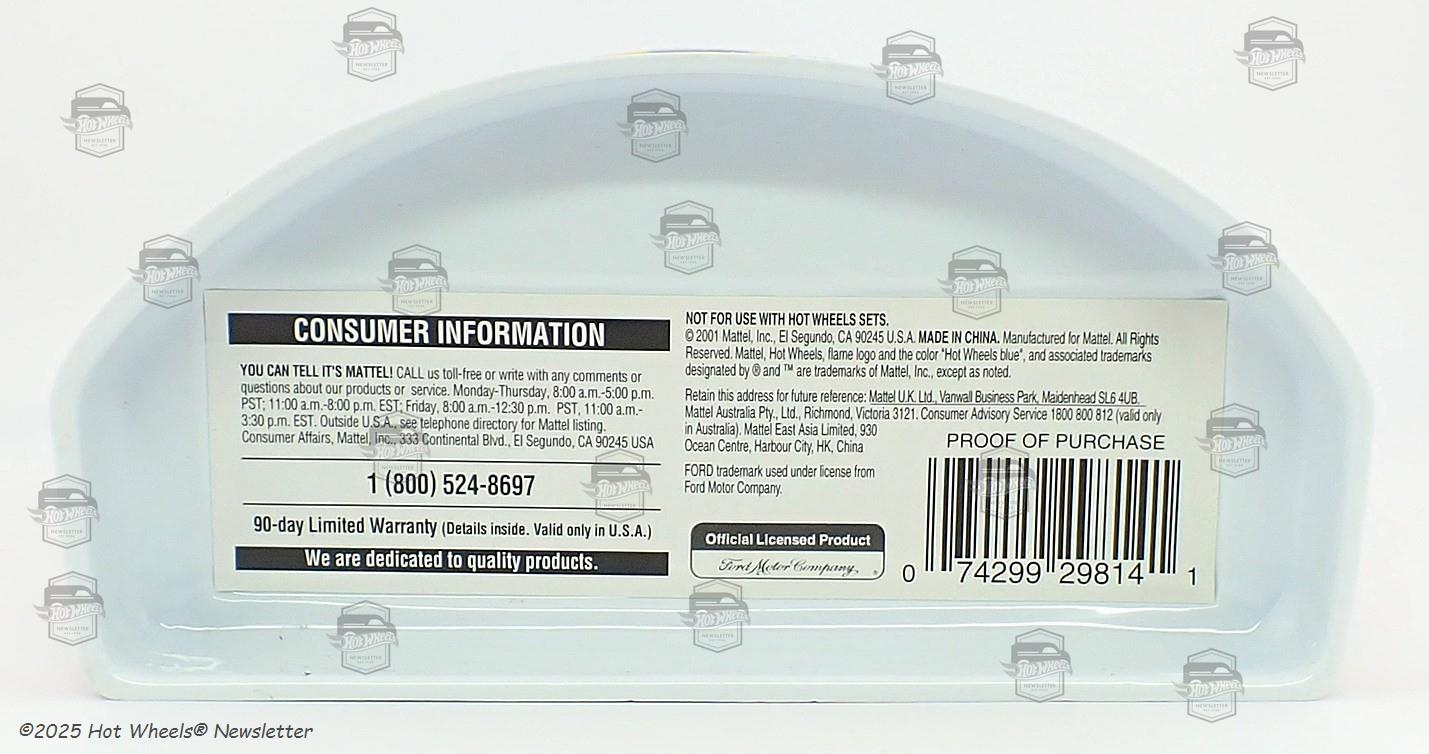 CONSUMER INFORMATION
YOU CAN TELL IT'S MATTEL! CALL us toll-free or write with any comments or
questions about our products or service. Monday-Thursday, 8:00 a.m.-5:00 p.m.
PST; 11:00 a.m.-8:00 p.m. EST; Friday, 8:00 a.m.-12:30 p.m. PST, 11:00 a.m.-
3:30 p.m. EST. Outside U.S.A., see telephone directory for Mattel listing.
Consumer Affairs, Mattel, Inc., 333 Continental Blvd., El Segundo, CA 90245 USA
1 (800) 524-8697
90-day Limited Warranty (Details inside. Valid only in U.S.A.)
We are dedicated to quality products.
NOT FOR USE WITH HOT WHEELS SETS.
© 2001 Mattel, Inc., El Segundo, CA 90245 U.S.A. MADE IN CHINA. Manufactured for Mattel. All Rights
Reserved. Mattel, Hot Wheels, flame logo and the color "Hot Wheels blue", and associated trademarks
designated by ® and ™ are trademarks of Mattel, Inc., except as noted.
Retain this address for future reference: Mattel U.K. Ltd., Vanwall Business Park, Maidenhead SL6 4UB.
Mattel Australia Pty., Ltd., Richmond, Victoria 3121. Consumer Advisory Service 1800 800 812 (valid only
in Australia). Mattel East Asia Limited, 930
Ocean Centre, Harbour City, HK, China
FORD trademark used under license from
Ford Motor Company.
Official Licensed Product
Ford Motor Company ®
PROOF OF PURCHASE
0 74299 29814 1
©2025 Hot Wheels® Newsletter